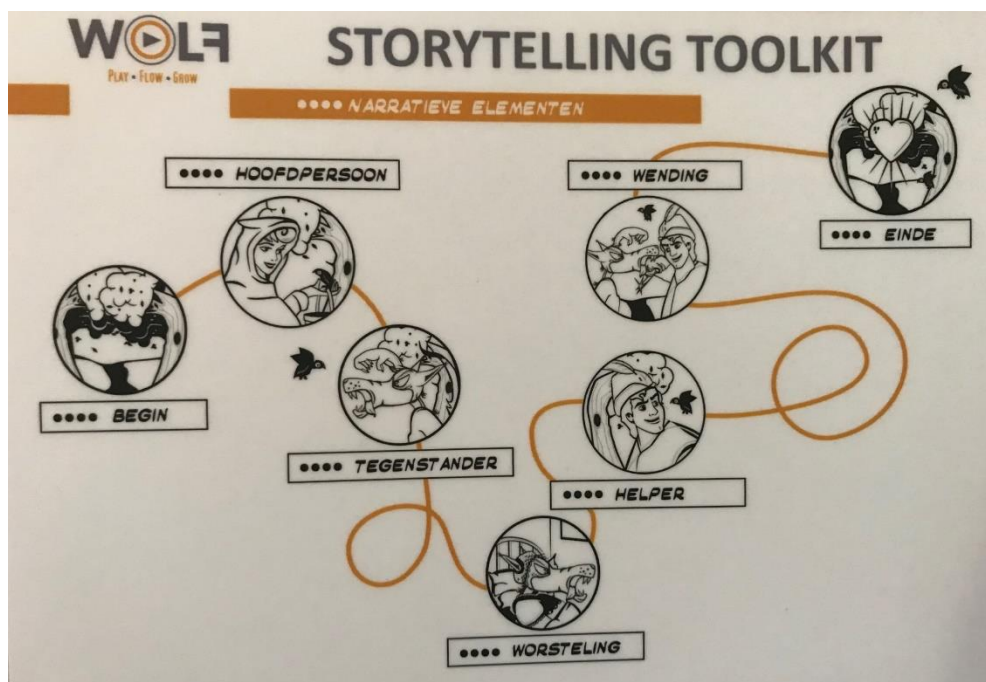 WOLF
PLAY • FLOW • GROW
STORYTELLING TOOLKIT
•••• NARRATIEVE ELEMENTEN
•••• HOOFDPERSOON
•••• WENDING
•••• EINDE
•••• BEGIN
•••• TEGENSTANDER
•••• HELPER
•••• WORSTELING